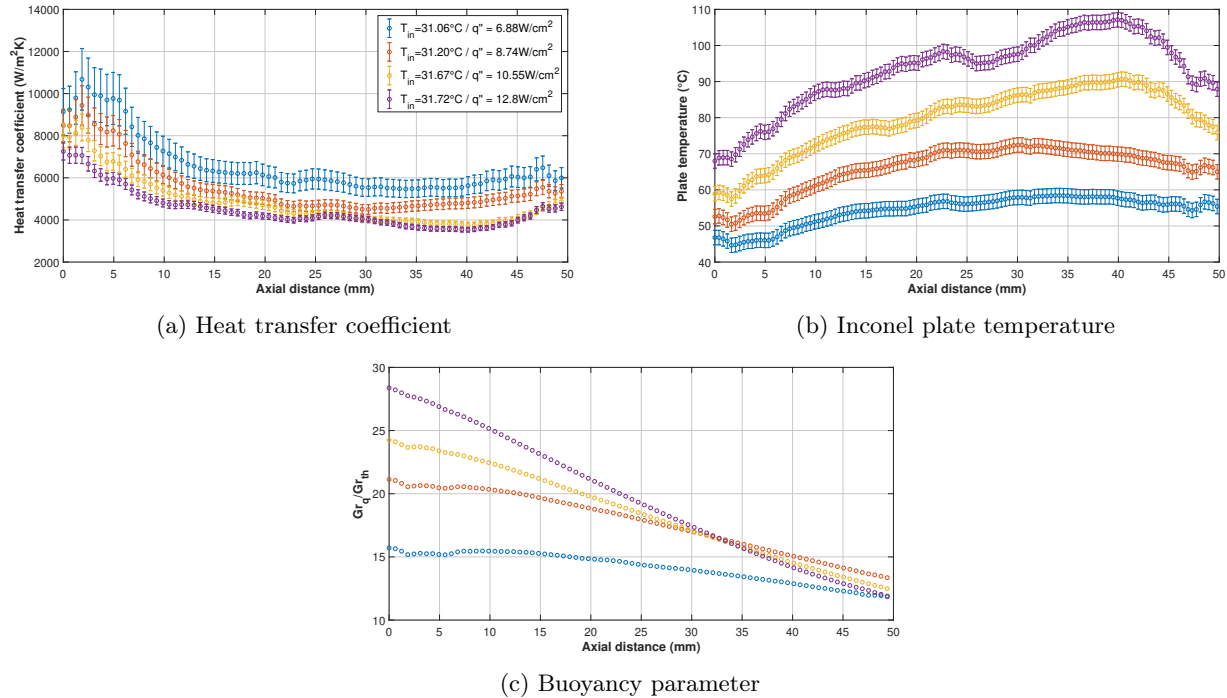 14000
12000
10000
8000
6000
4000
2000
Heat transfer coefficient (W/m²K)
T_in=31.06°C / q" = 6.88W/cm²
T_in=31.20°C / q" = 8.74W/cm²
T_in=31.67°C / q" = 10.55W/cm²
T_in=31.72°C / q" = 12.8W/cm²
0 5 10 15 20 25 30 35 40 45 50
Axial distance (mm)
(a) Heat transfer coefficient
110
100
90
80
70
60
50
40
Plate temperature (°C)
0 5 10 15 20 25 30 35 40 45 50
Axial distance (mm)
(b) Inconel plate temperature
30
25
20
15
10
Gr_q/Gr_th
0 5 10 15 20 25 30 35 40 45 50
Axial distance (mm)
(c) Buoyancy parameter